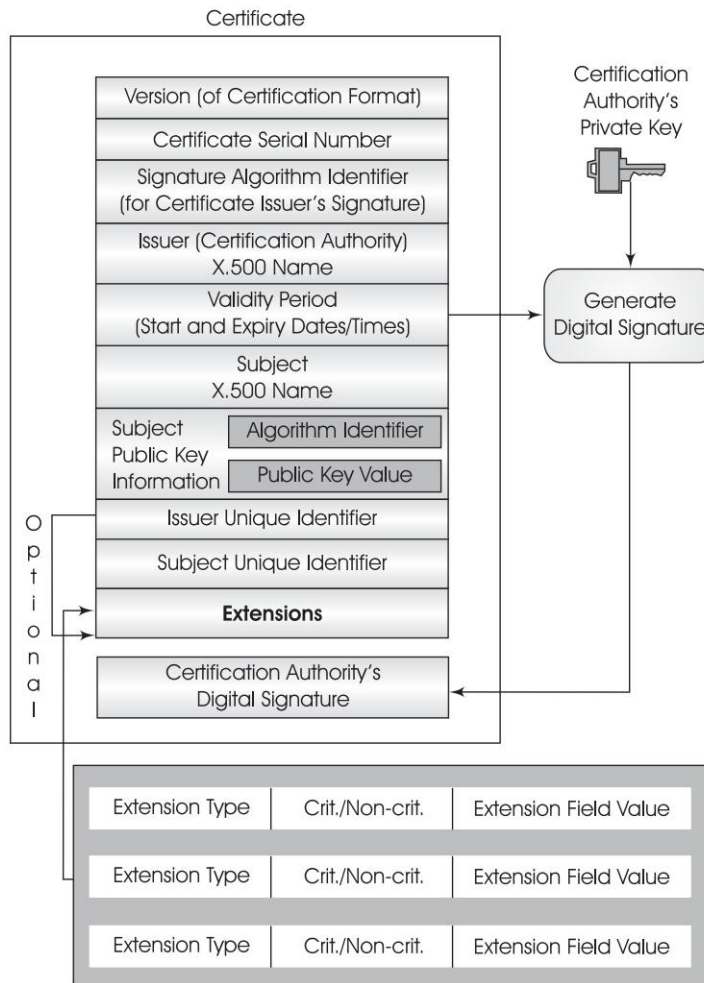 Certificate
Certification
Authority's
Private Key
Version (of Certification Format)
Certificate Serial Number
Signature Algorithm Identifier
(for Certificate Issuer's Signature)
Issuer (Certification Authority)
X.500 Name
Validity Period
(Start and Expiry Dates/Times)
Generate
Digital Signature
Subject
X.500 Name
Subject
Public Key
Information
Algorithm Identifier
Public Key Value
Optional
Issuer Unique Identifier
Subject Unique Identifier
Extensions
Certification Authority's
Digital Signature
Extension Type Crit./Non-crit. Extension Field Value
Extension Type Crit./Non-crit. Extension Field Value
Extension Type Crit./Non-crit. Extension Field Value